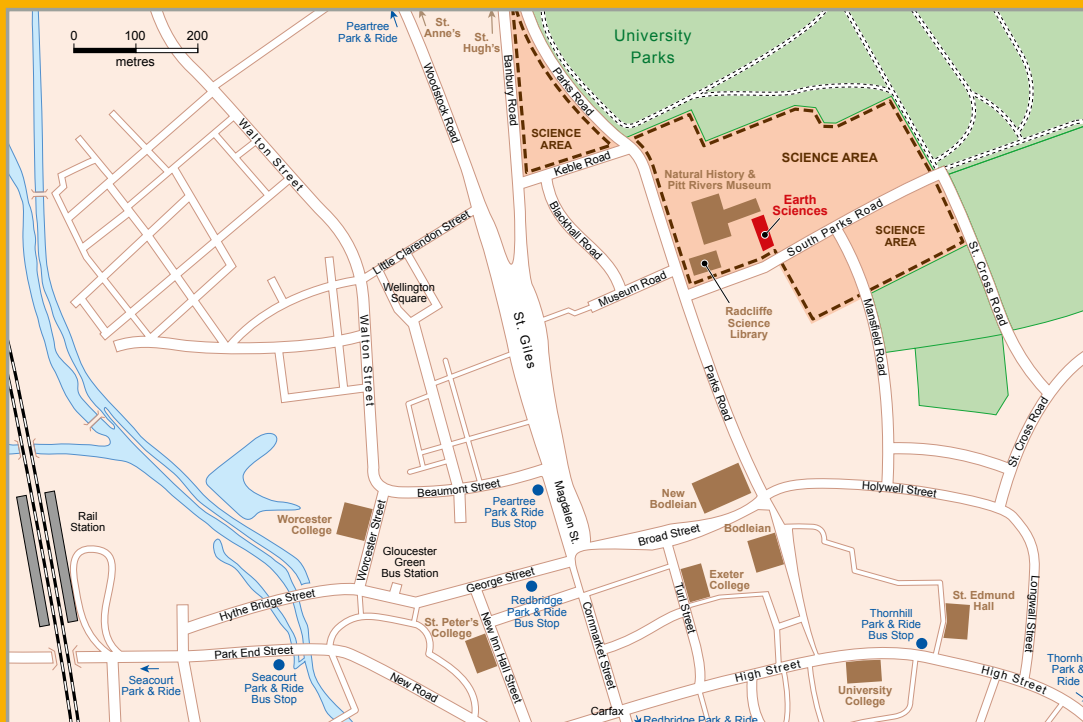 0 100 200
metres
Peartree
Park & Ride
St.
Anne's
St.
Hugh's
University
Parks
Woodstock Road
Banbury Road
Parks Road
SCIENCE
AREA
Keble Road
SCIENCE AREA
Natural History &
Pitt Rivers Museum
Earth
Sciences
South Parks Road
SCIENCE
AREA
St. Cross Road
Walton Street
Little Clarendon Street
Blackhall Road
Wellington
Square
Museum Road
Radcliffe
Science
Library
Mansfield Road
Walton Street
St. Giles
Parks Road
St. Cross Road
Beaumont Street
Peartree
Park & Ride
Bus Stop
Magdalen St.
New
Bodleian
Holywell Street
Rail
Station
Worcester
College
Worcester Street
Gloucester
Green
Bus Station
Broad Street
Bodleian
George Street
Exeter
College
Turl Street
Hythe Bridge Street
Redbridge
Park & Ride
Bus Stop
Cornmarket Street
St. Peter's
College
New Inn Hall Street
St. Edmund
Hall
Longwall Street
Thornhill
Park & Ride
Bus Stop
Park End Street
Seacourt
Park & Ride
Seacourt
Park & Ride
Bus Stop
New Road
High Street
High Street
University
College
Thornh
Park &
Ride
Carfax
Redbridge Park & Ride